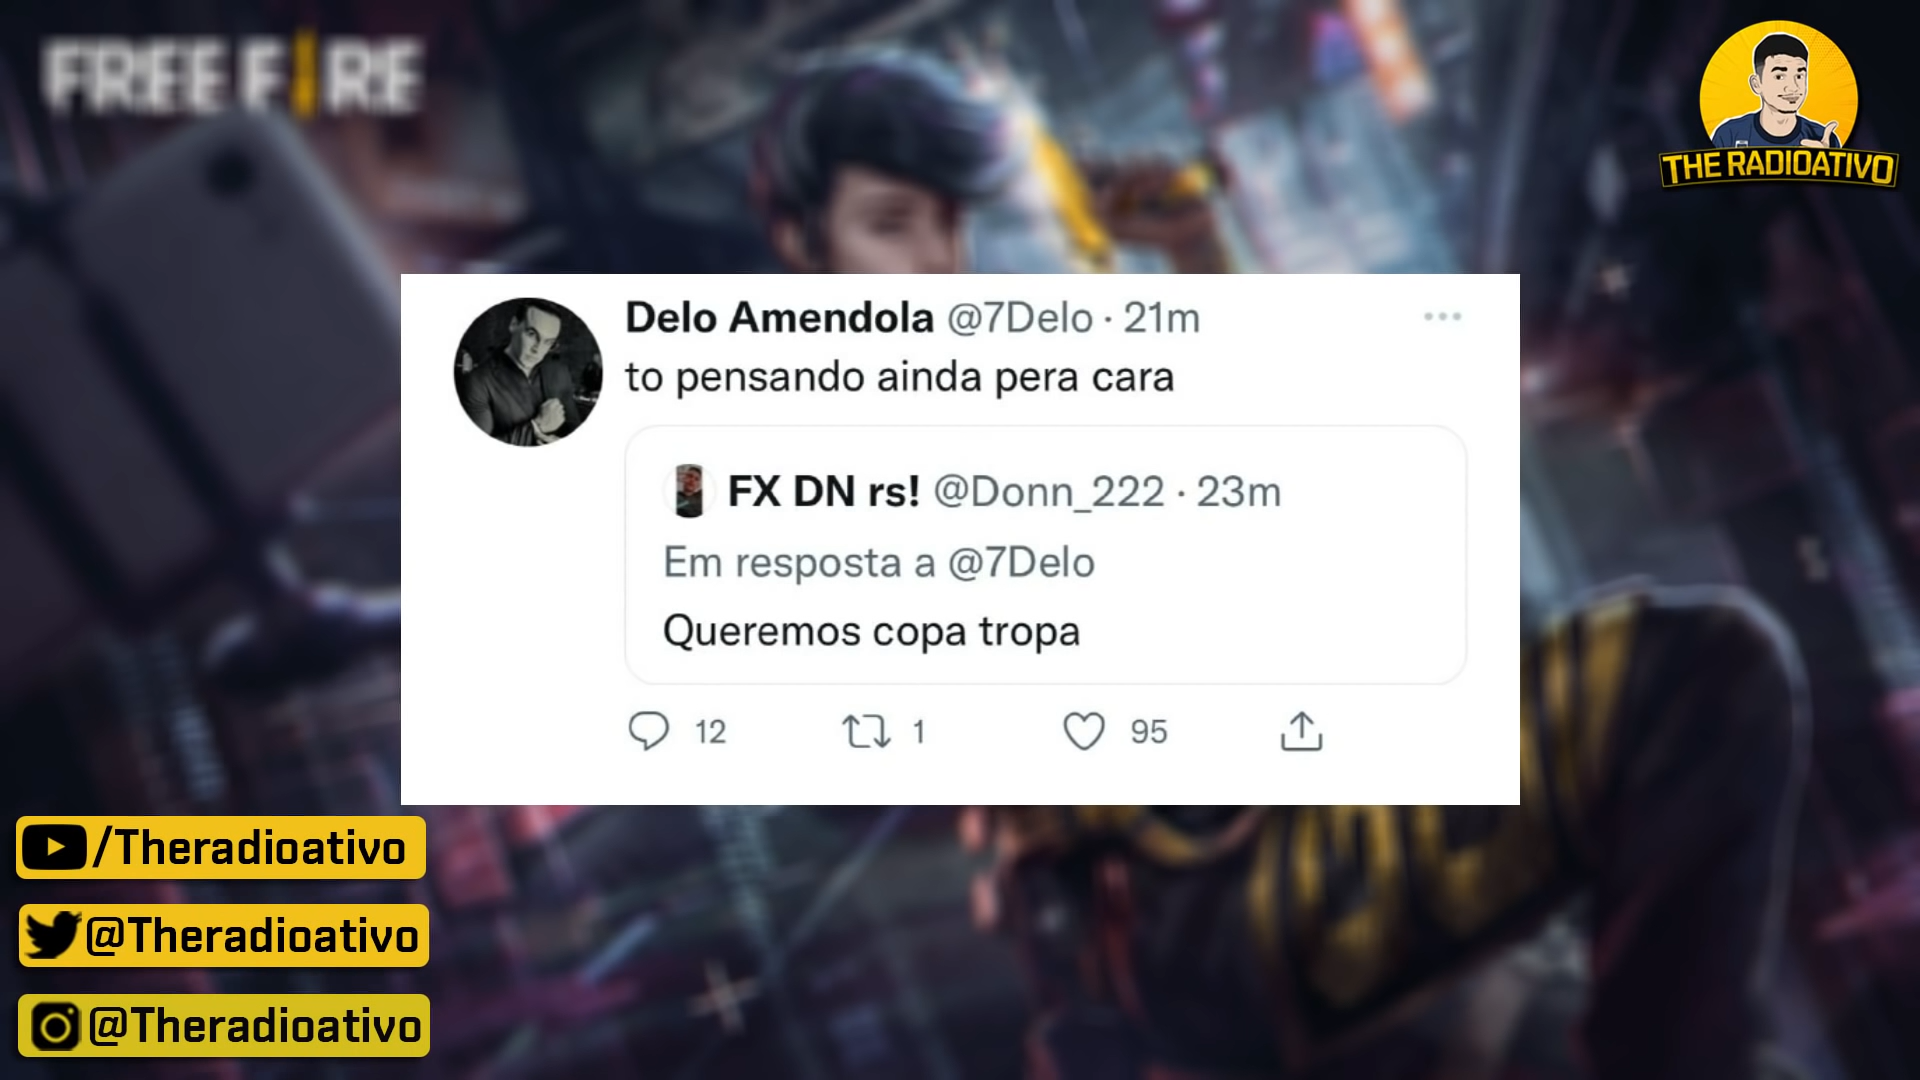 FREE FIRE
THE RADIOATIVO
Delo Amendola @7Delo · 21m
to pensando ainda pera cara
FX DN rs! @Donn_222 · 23m
Em resposta a @7Delo
Queremos copa tropa
12 1 95
/Theradioativo
@Theradioativo
@Theradioativo